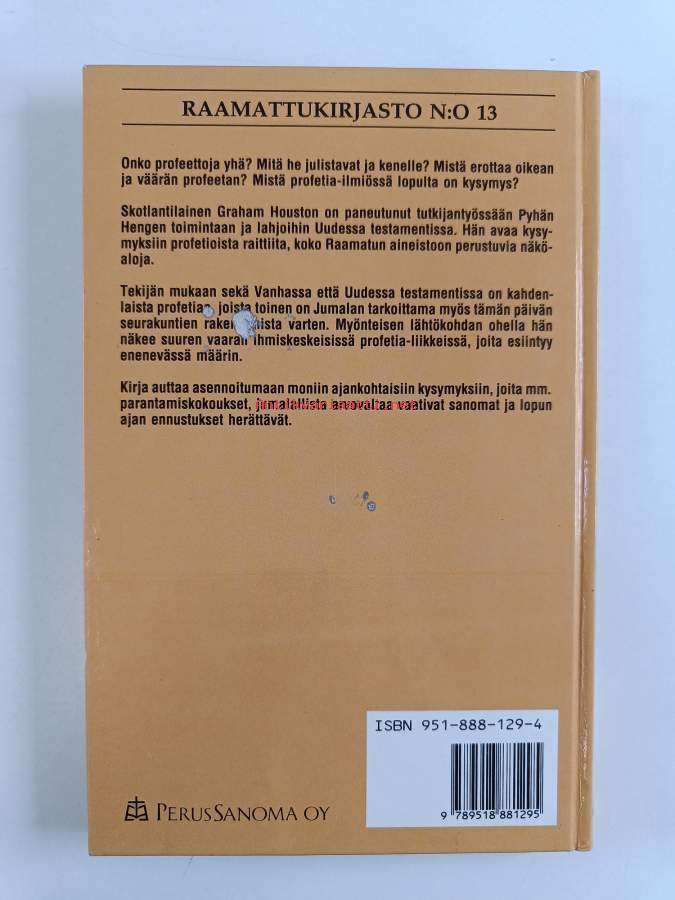 RAAMATTUKIRJASTO N:O 13
Onko profeettoja yhä? Mitä he julistavat ja kenelle? Mistä erottaa oikean
ja väärän profeetan? Mistä profetia-ilmiössä lopulta on kysymys?
Skotlantilainen Graham Houston on paneutunut tutkijantyössään Pyhän
Hengen toimintaan ja lahjoihin Uudessa testamentissa. Hän avaa kysy-
myksiin profetioista raittiita, koko Raamatun aineistoon perustuvia näkö-
aloja.
Tekijän mukaan sekä Vanhassa että Uudessa testamentissa on kahden-
laista joista toinen on Jumalan tarkoittama myös tämän päivän
seurakuntien varten. Myönteisen lähtökohdan ohella hän
näkee suuren vaaran ihmiskeskeisissä profetia-liikkeissä, joita esiintyy
enenevässä määrin.
Kirja auttaa asennoitumaan moniin ajankohtaisiin kysymyksiin, joita mm.
parantamiskokoukset, vaativat sanomat ja lopun
ajan ennustukset herättävät.
ISBN 951-888-129-4
9 789518 881295
PERUSSANOMA OY